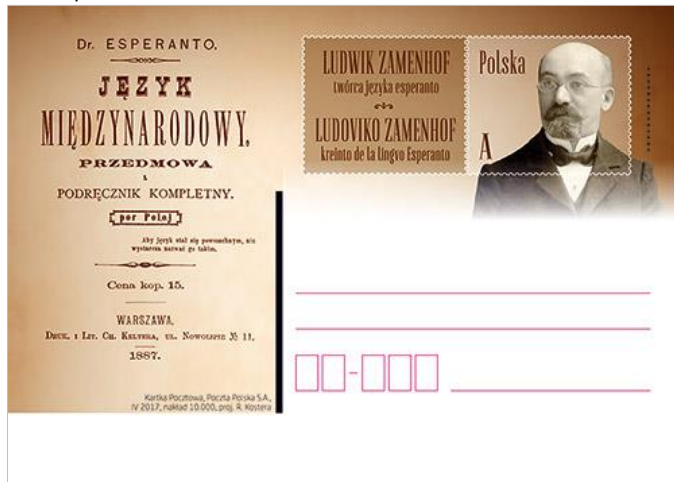 Dr. ESPERANTO.
JĘZYK
MIĘDZYNARODOWY.
PRZEDMOWA
i
PODRĘCZNIK KOMPLETNY.
por Poloj
Aby język stał się powszechnym, nie
wystarcza nazwać go takim.
Cena kop. 15.
WARSZAWA.
Druk. i Lit. Ch. Keltera, ul. Nowolipie № 11,
1887.
Kartka Pocztowa, Poczta Polska S.A.,
IV 2017, nakład 10.000, proj. R. Kostera
LUDWIK ZAMENHOF
twórca języka esperanto
LUDOVIKO ZAMENHOF
kreinto de la Lingvo Esperanto
Polska
A